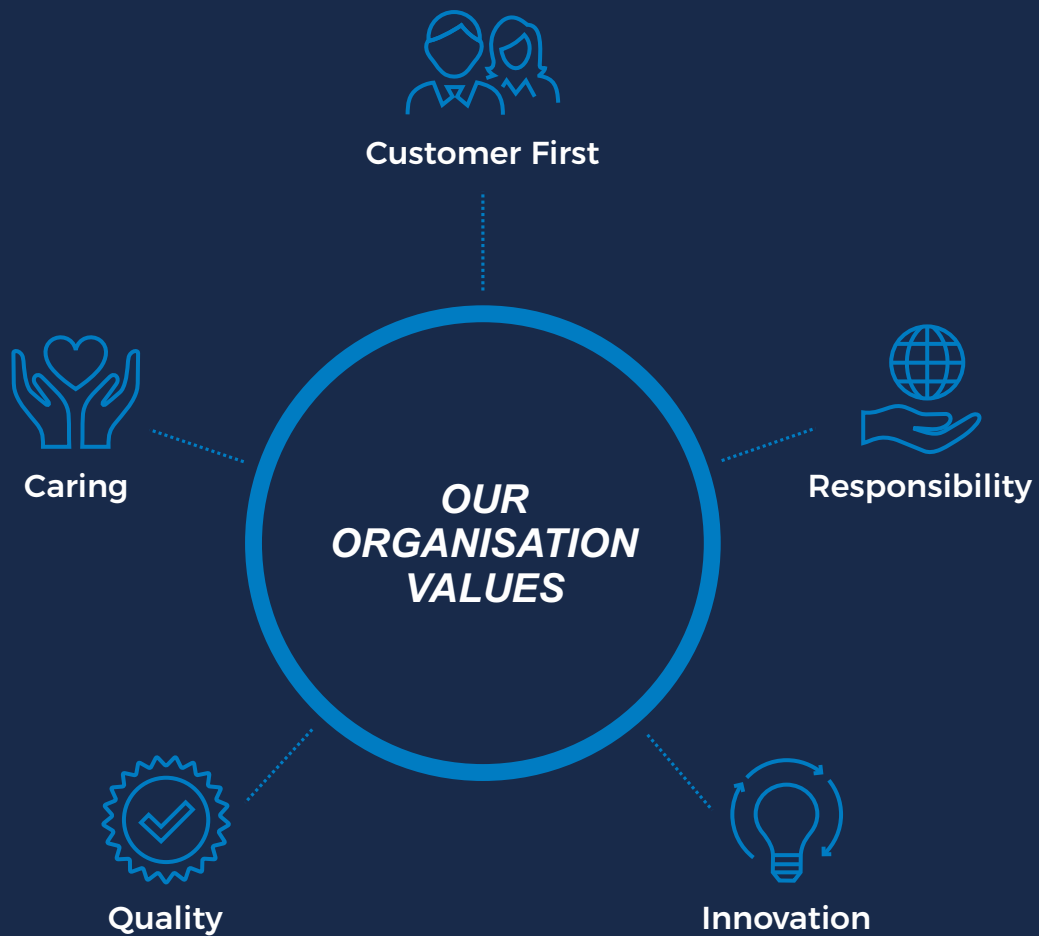 Customer First
Caring
Responsibility
OUR
ORGANISATION
VALUES
Quality
Innovation